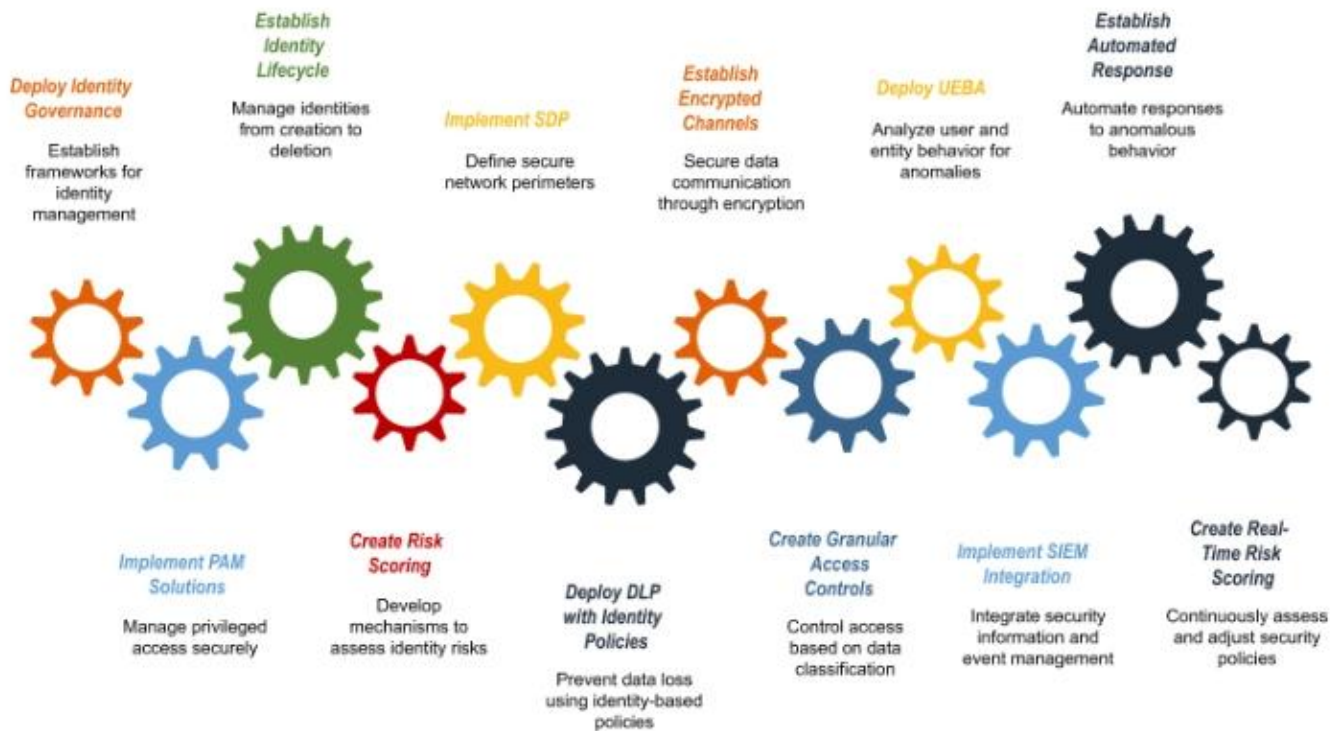 Deploy Identity
Governance
Establish
frameworks for
identity
management
Implement PAM
Solutions
Manage privileged
access securely
Establish
Identity
Lifecycle
Manage identities
from creation to
deletion
Create Risk
Scoring
Develop
mechanisms to
assess identity risks
Implement SDP
Define secure
network perimeters
Deploy DLP
with Identity
Policies
Prevent data loss
using identity-based
policies
Establish
Encrypted
Channels
Secure data
communication
through encryption
Create Granular
Access
Controls
Control access
based on data
classification
Deploy UEBA
Analyze user and
entity behavior for
anomalies
Implement SIEM
Integration
Integrate security
information and
event management
Establish
Automated
Response
Automate responses
to anomalous
behavior
Create Real-
Time Risk
Scoring
Continuously assess
and adjust security
policies